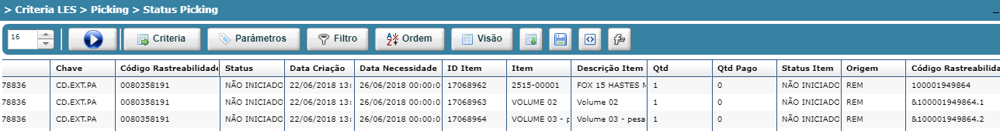 > Criteria LES > Picking > Status Picking
16 Criteria Parâmetros Filtro Ordem Visão
Chave Código Rastreabilidade Status Data Criação Data Necessidade ID Item Item Descrição Item Qtd Qtd Pago Status Item Origem Código Rastreabilida
78836 CD.EXT.PA 0080358191 NÃO INICIADO 22/06/2018 13: 26/06/2018 00:00:0 17068962 2515-00001 FOX 15 HASTES M 1 0 NÃO INICIADO REM 100001949864
78836 CD.EXT.PA 0080358191 NÃO INICIADO 22/06/2018 13: 26/06/2018 00:00:0 17068963 VOLUME 02 Volume 02 1 0 NÃO INICIADO REM &100001949864.1
78836 CD.EXT.PA 0080358191 NÃO INICIADO 22/06/2018 13: 26/06/2018 00:00:0 17068964 VOLUME 03 - p Volume 03 - pesa 1 0 NÃO INICIADO REM &100001949864.2